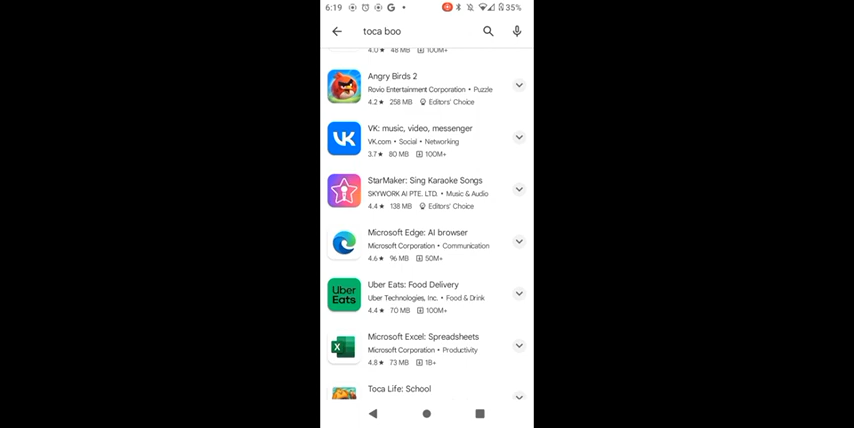 6:19 35%
toca boo
4.0★ 48 MB 100M+
Angry Birds 2
Rovio Entertainment Corporation • Puzzle
4.2★ 258 MB Editors' Choice
VK: music, video, messenger
VK.com • Social • Networking
3.7★ 80 MB 100M+
StarMaker: Sing Karaoke Songs
SKYWORK AI PTE. LTD. • Music & Audio
4.4★ 138 MB Editors' Choice
Microsoft Edge: AI browser
Microsoft Corporation • Communication
4.6★ 96 MB 50M+
Uber Eats
Uber Eats: Food Delivery
Uber Technologies, Inc. • Food & Drink
4.4★ 70 MB 100M+
Microsoft Excel: Spreadsheets
Microsoft Corporation • Productivity
4.8★ 73 MB 1B+
Toca Life: School